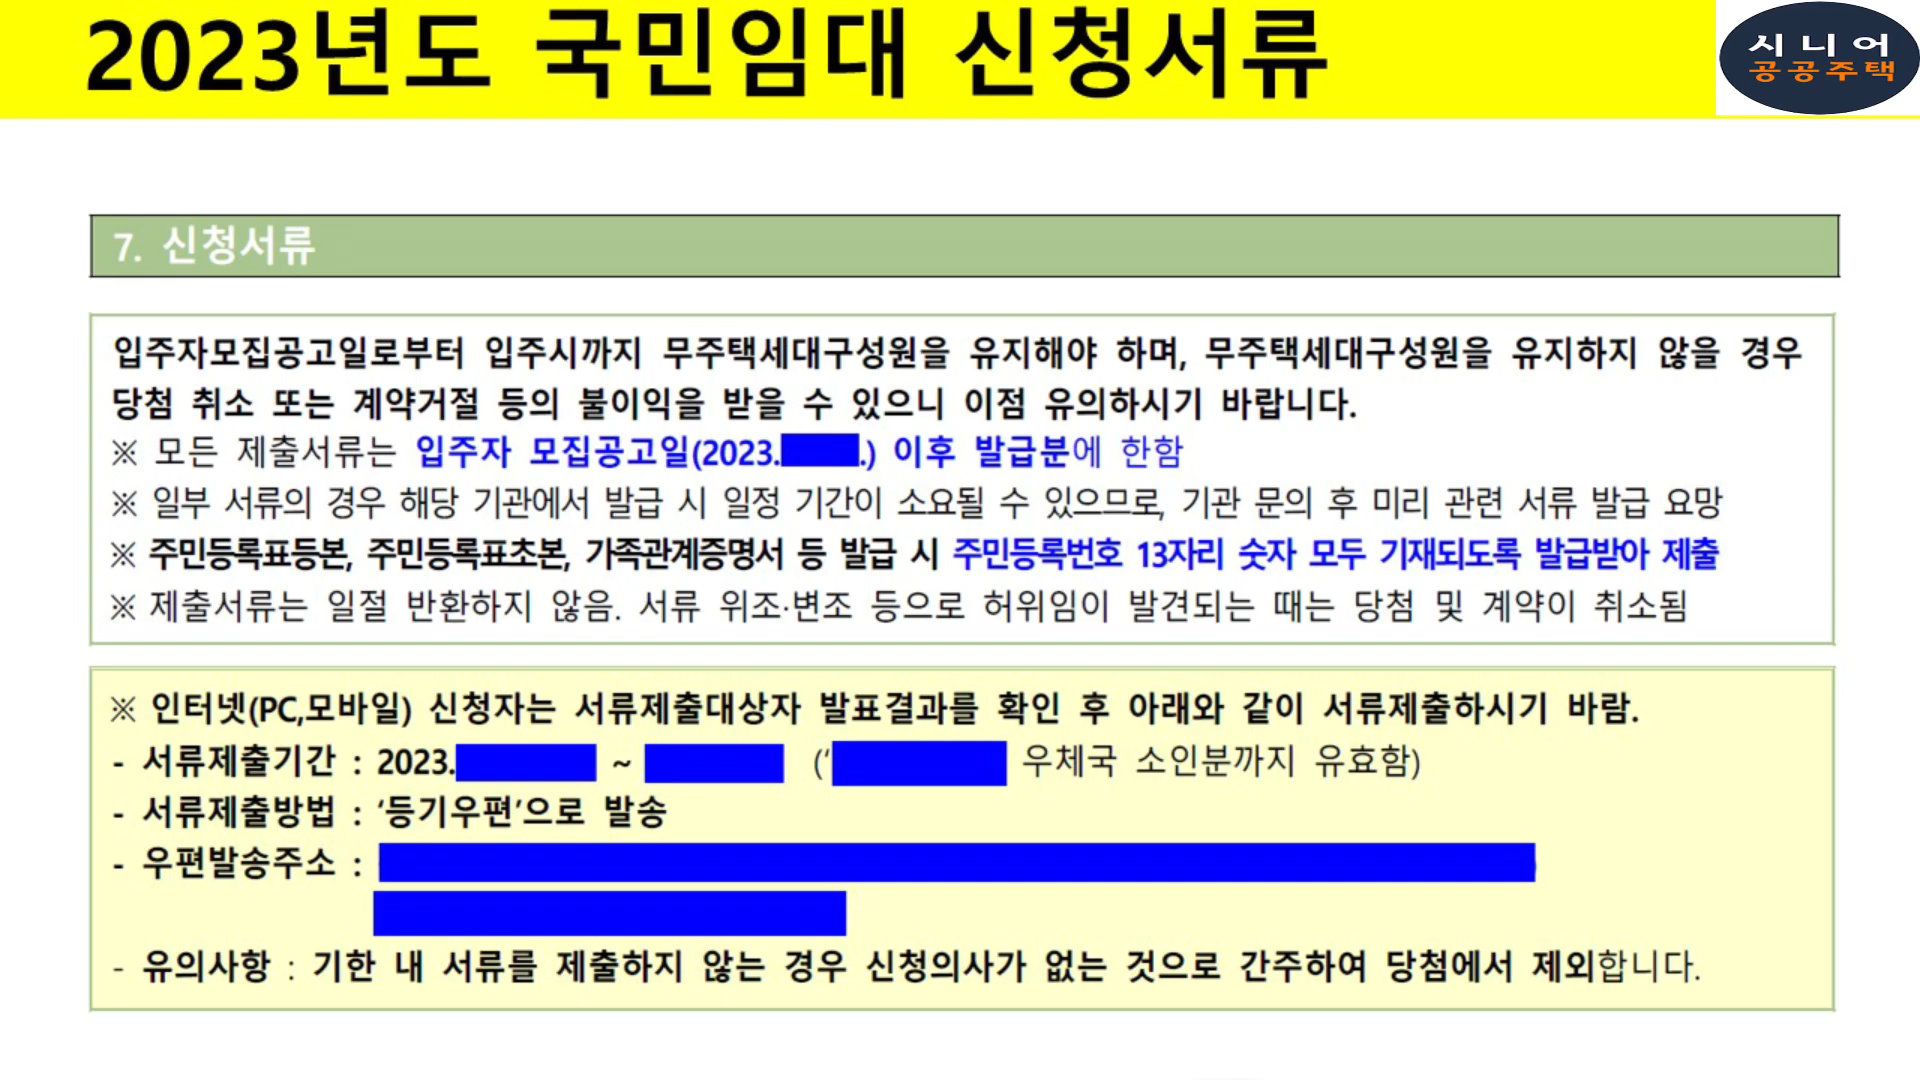 2023년도 국민임대 신청서류
시니어
공공주택
7. 신청서류
입주자모집공고일로부터 입주시까지 무주택세대구성원을 유지해야 하며, 무주택세대구성원을 유지하지 않을 경우
당첨 취소 또는 계약거절 등의 불이익을 받을 수 있으니 이점 유의하시기 바랍니다.
※ 모든 제출서류는 입주자 모집공고일(2023. .) 이후 발급분에 한함
※ 일부 서류의 경우 해당 기관에서 발급 시 일정 기간이 소요될 수 있으므로, 기관 문의 후 미리 관련 서류 발급 요망
※ 주민등록표등본, 주민등록표초본, 가족관계증명서 등 발급 시 주민등록번호 13자리 숫자 모두 기재되도록 발급받아 제출
※ 제출서류는 일절 반환하지 않음. 서류 위조·변조 등으로 허위임이 발견되는 때는 당첨 및 계약이 취소됨
※ 인터넷(PC,모바일) 신청자는 서류제출대상자 발표결과를 확인 후 아래와 같이 서류제출하시기 바람.
- 서류제출기간 : 2023. ~ (‘ 우체국 소인분까지 유효함)
- 서류제출방법 : ‘등기우편’으로 발송
- 우편발송주소 :
- 유의사항 : 기한 내 서류를 제출하지 않는 경우 신청의사가 없는 것으로 간주하여 당첨에서 제외합니다.